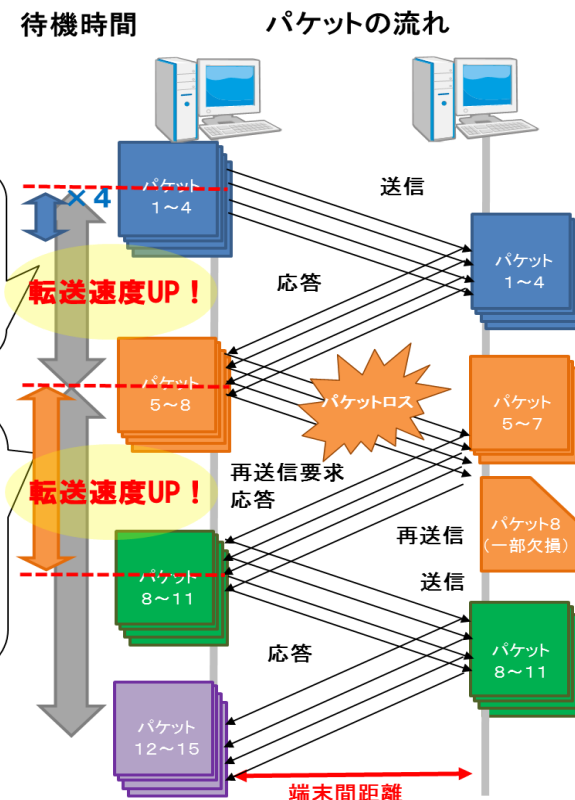 待機時間
パケットの流れ
パケット
1～4
×4
送信
パケット
1～4
応答
転送速度UP！
パケット
5～8
パケットロス
パケット
5～7
再送信要求
応答
転送速度UP！
パケット8
(一部欠損)
再送信
送信
パケット
8～11
パケット
8～11
応答
パケット
12～15
端末間距離